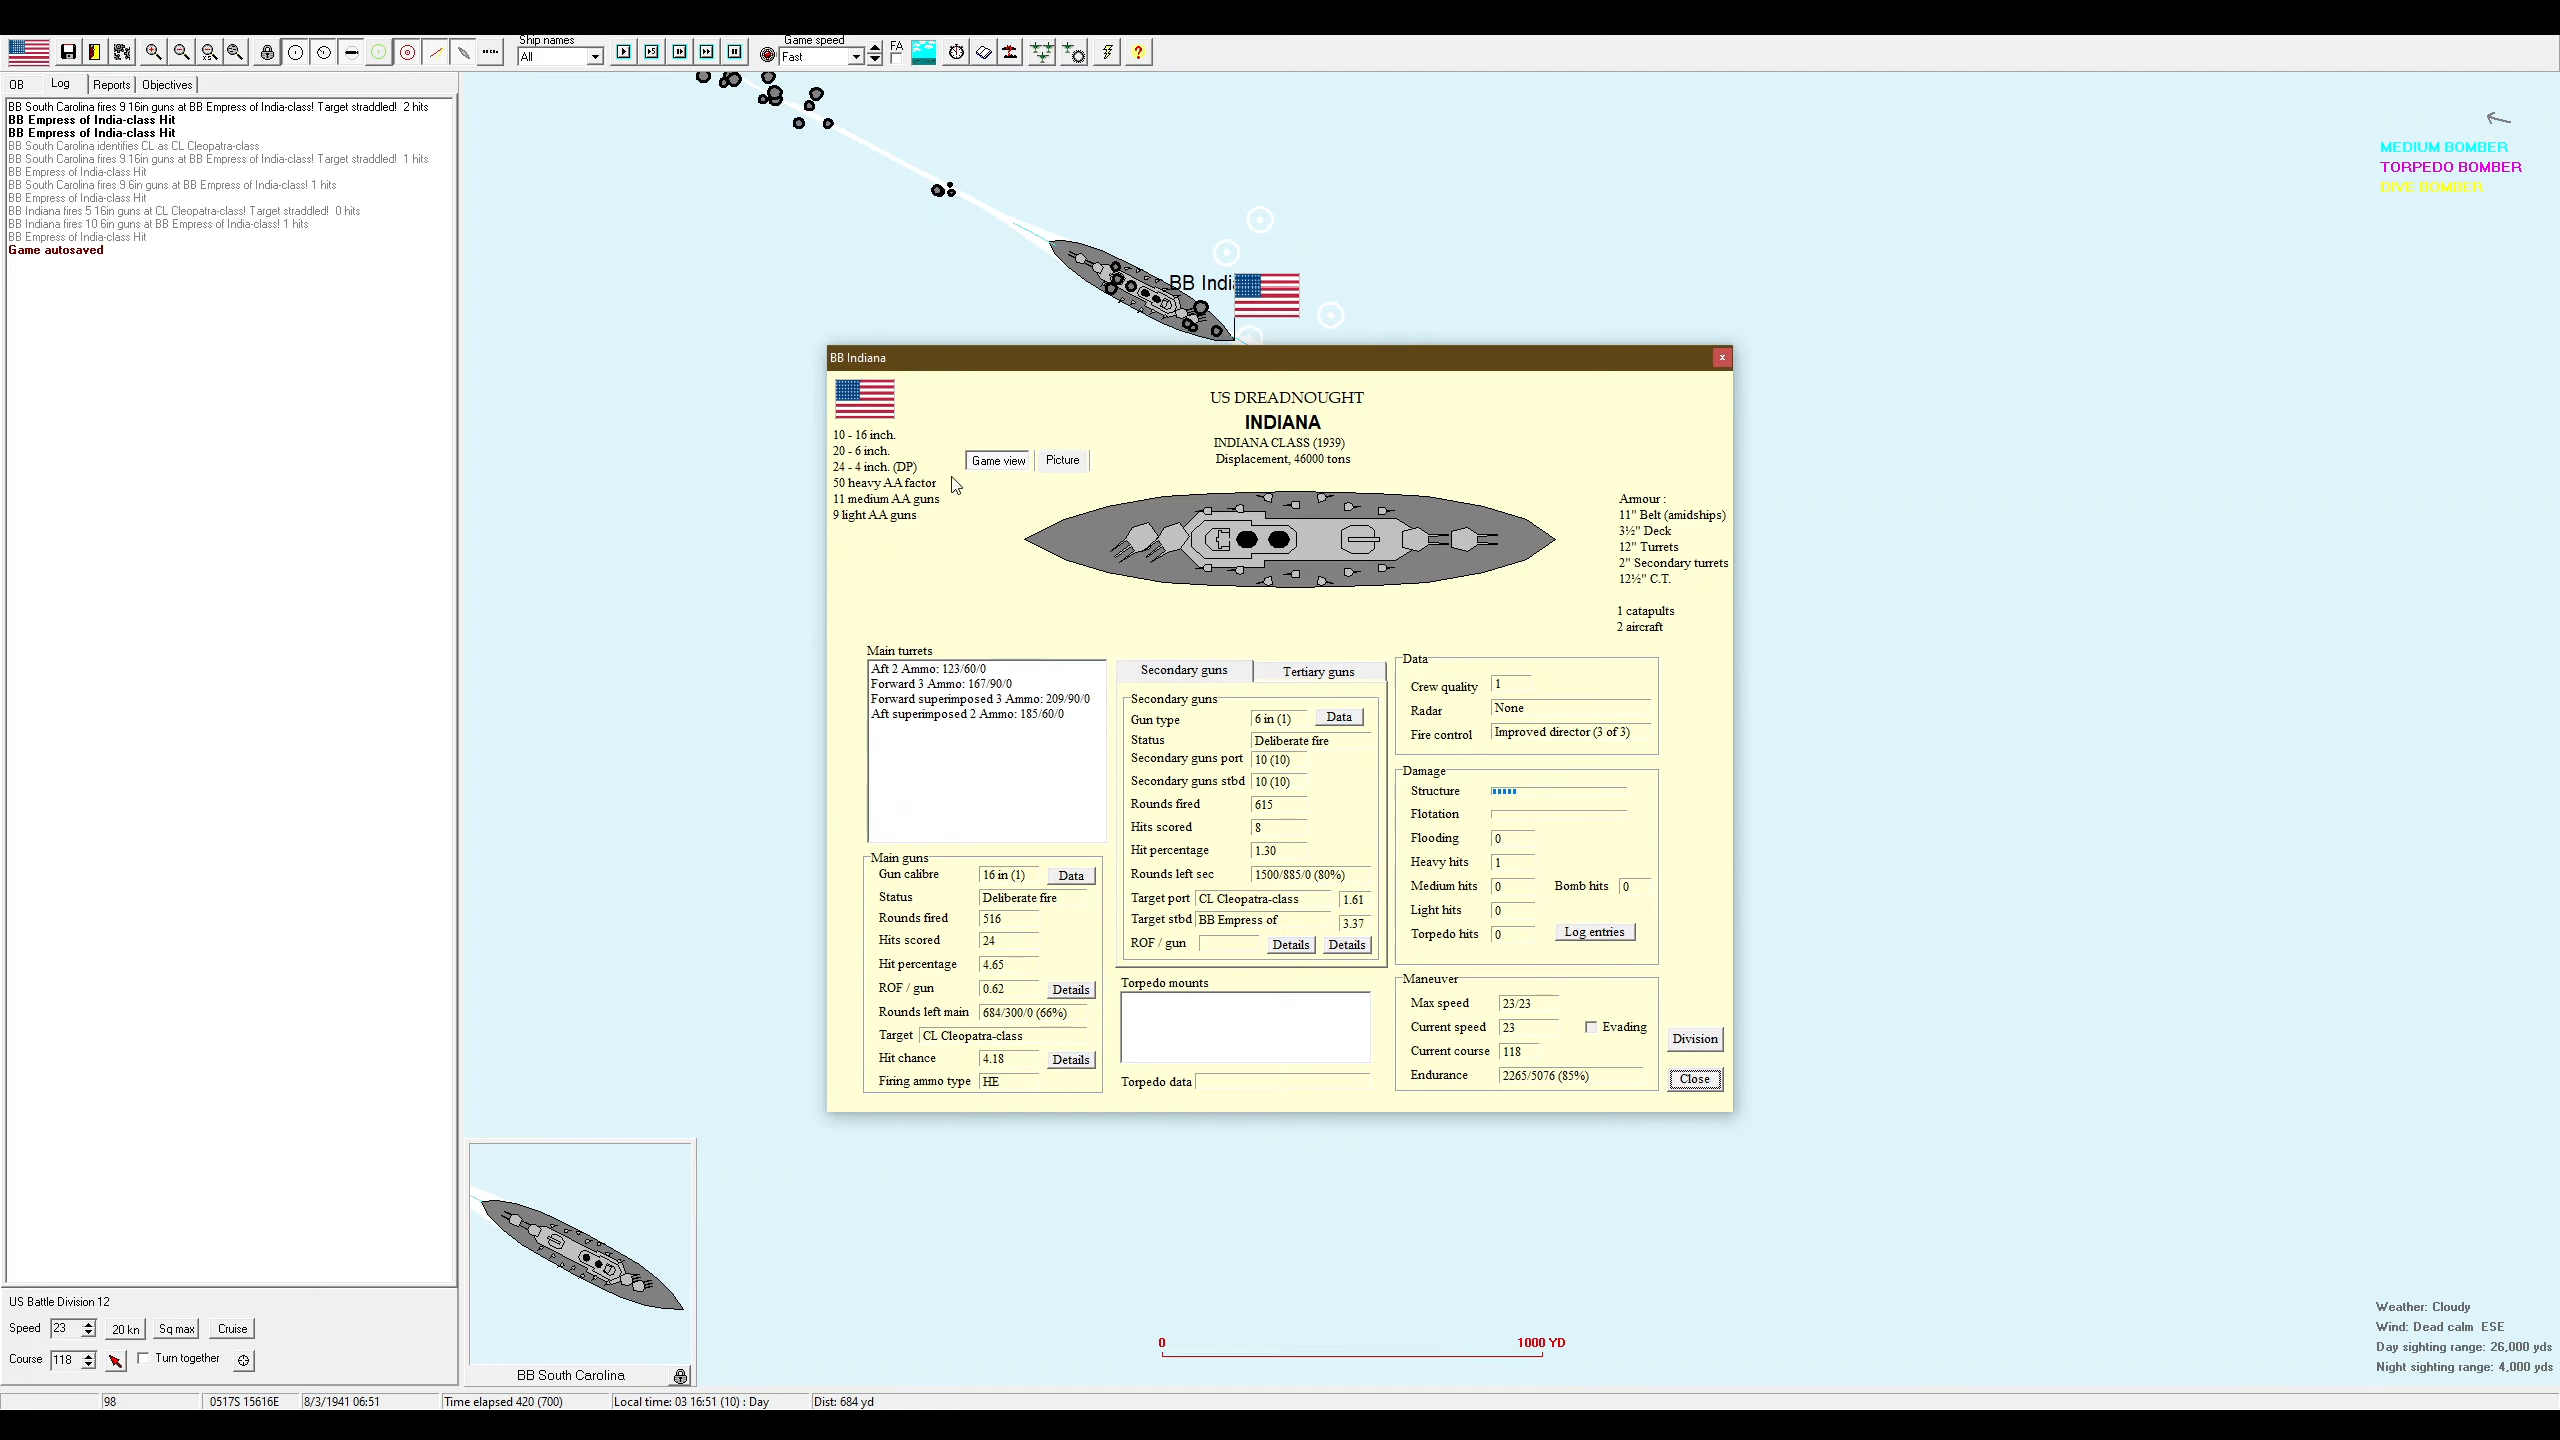 Ship names
Game speed
FA
All
Fast
OB
Log
Reports
Objectives
BB South Carolina fires 9 16in guns at BB Empress of India-class! Target straddled!  2 hits
BB Empress of India-class Hit
BB Empress of India-class Hit
BB South Carolina identifies CL as CL Cleopatra-class
BB South Carolina fires 9 16in guns at BB Empress of India-class! Target straddled!  1 hits
BB Empress of India-class Hit
BB South Carolina fires 9 6in guns at BB Empress of India-class! 1 hits
BB Empress of India-class Hit
BB Indiana fires 5 16in guns at CL Cleopatra-class! Target straddled!  0 hits
BB Indiana fires 10 6in guns at BB Empress of India-class! 1 hits
BB Empress of India-class Hit
Game autosaved
MEDIUM BOMBER
TORPEDO BOMBER
DIVE BOMBER
BB Indi
BB Indiana
US DREADNOUGHT
INDIANA
INDIANA CLASS (1939)
Displacement, 46000 tons
10 - 16 inch.
20 - 6 inch.
24 - 4 inch. (DP)
50 heavy AA factor
11 medium AA guns
9 light AA guns
Game view
Picture
Armour :
11" Belt (amidships)
3½" Deck
12" Turrets
2" Secondary turrets
12½" C.T.
1 catapults
2 aircraft
Main turrets
Aft 2 Ammo: 123/60/0
Forward 3 Ammo: 167/90/0
Forward superimposed 3 Ammo: 209/90/0
Aft superimposed 2 Ammo: 185/60/0
Main guns
Gun calibre 16 in (1) Data
Status Deliberate fire
Rounds fired 516
Hits scored 24
Hit percentage 4.65
ROF / gun 0.62 Details
Rounds left main 684/300/0 (66%)
Target CL Cleopatra-class
Hit chance 4.18 Details
Firing ammo type HE
Secondary guns
Tertiary guns
Secondary guns
Gun type 6 in (1) Data
Status Deliberate fire
Secondary guns port 10 (10)
Secondary guns stbd 10 (10)
Rounds fired 615
Hits scored 8
Hit percentage 1.30
Rounds left sec 1500/885/0 (80%)
Target port CL Cleopatra-class 1.61
Target stbd BB Empress of 3.37
ROF / gun Details Details
Torpedo mounts
Torpedo data
Data
Crew quality 1
Radar None
Fire control Improved director (3 of 3)
Damage
Structure
Flotation
Flooding 0
Heavy hits 1
Medium hits 0 Bomb hits 0
Light hits 0
Torpedo hits 0 Log entries
Maneuver
Max speed 23/23
Current speed 23 Evading
Current course 118
Endurance 2265/5076 (85%)
Division
Close
US Battle Division 12
Speed 23 20 kn Sq max Cruise
Course 118 Turn together
BB South Carolina
0 1000 YD
Weather: Cloudy
Wind: Dead calm  ESE
Day sighting range: 26,000 yds
Night sighting range: 4,000 yds
98 0517S 15616E 8/3/1941 06:51 Time elapsed 420 (700) Local time: 03 16:51 (10) : Day Dist: 684 yd